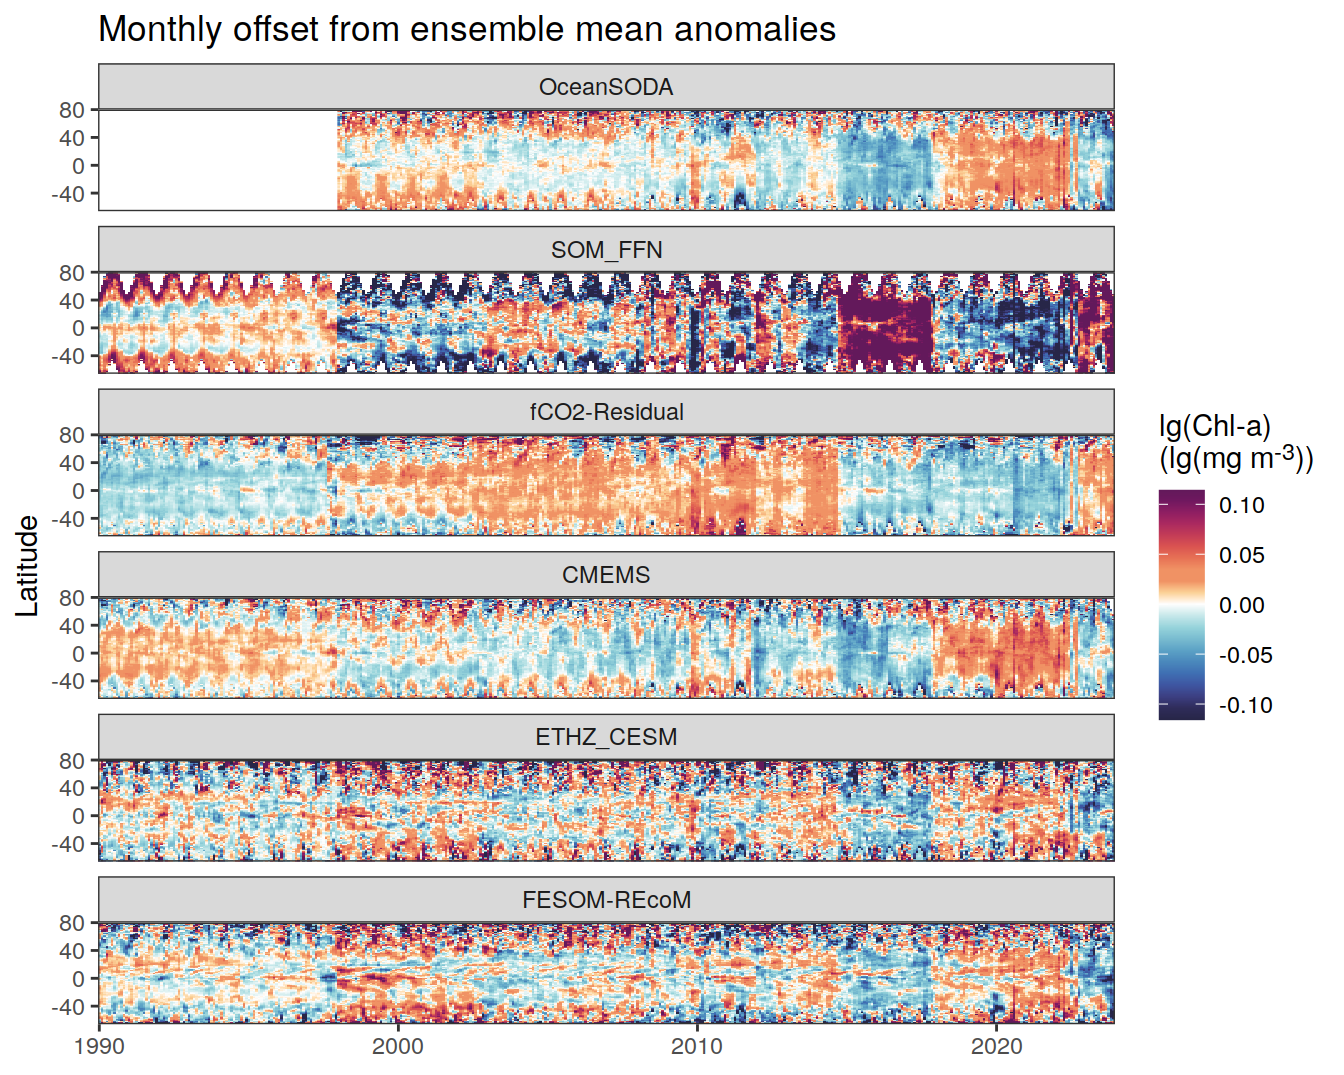 Monthly offset from ensemble mean anomalies
OceanSODA
80
40
0
-40
SOM_FFN
80
40
0
-40
fCO2-Residual
80
40
0
-40
CMEMS
80
40
0
-40
ETHZ_CESM
80
40
0
-40
FESOM-REcoM
80
40
0
-40
1990 2000 2010 2020
Latitude
lg(Chl-a)
(lg(mg m-3))
0.10
0.05
0.00
-0.05
-0.10